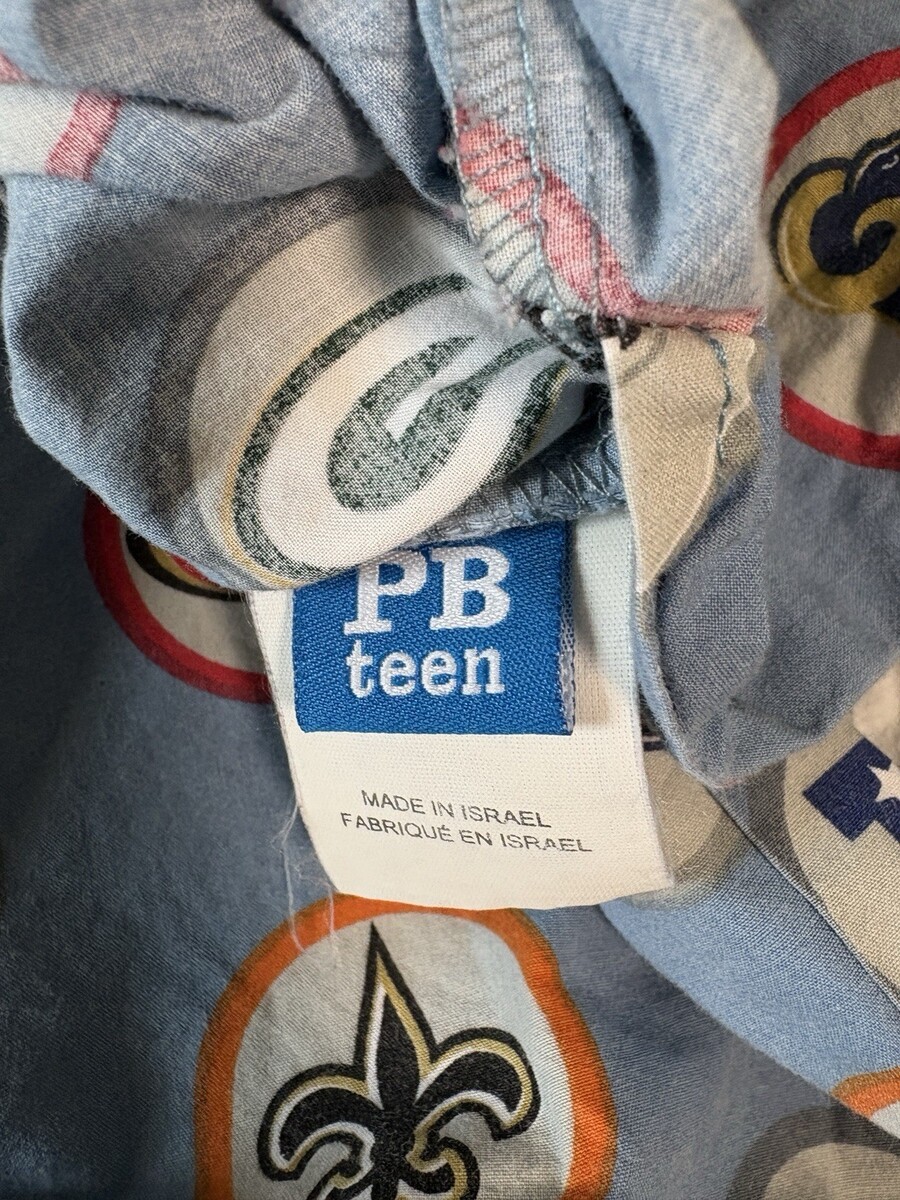 PB
teen
MADE IN ISRAEL
FABRIQUÉ EN ISRAEL